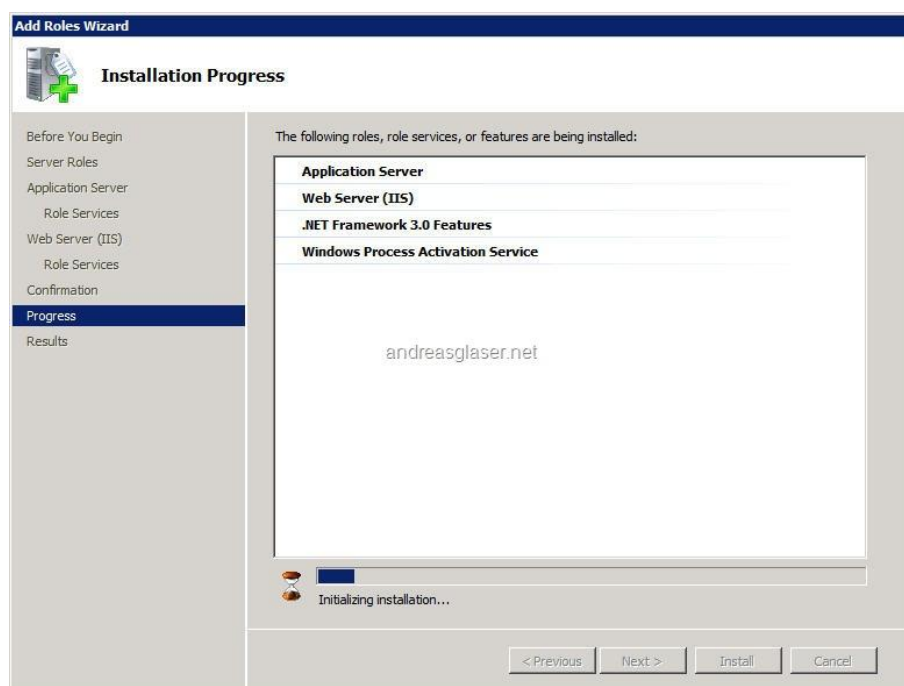 Add Roles Wizard
Installation Progress
Before You Begin
Server Roles
Application Server
Role Services
Web Server (IIS)
Role Services
Confirmation
Progress
Results
The following roles, role services, or features are being installed:
Application Server
Web Server (IIS)
.NET Framework 3.0 Features
Windows Process Activation Service
andreasglaser.net
Initializing installation...
< Previous
Next >
Install
Cancel